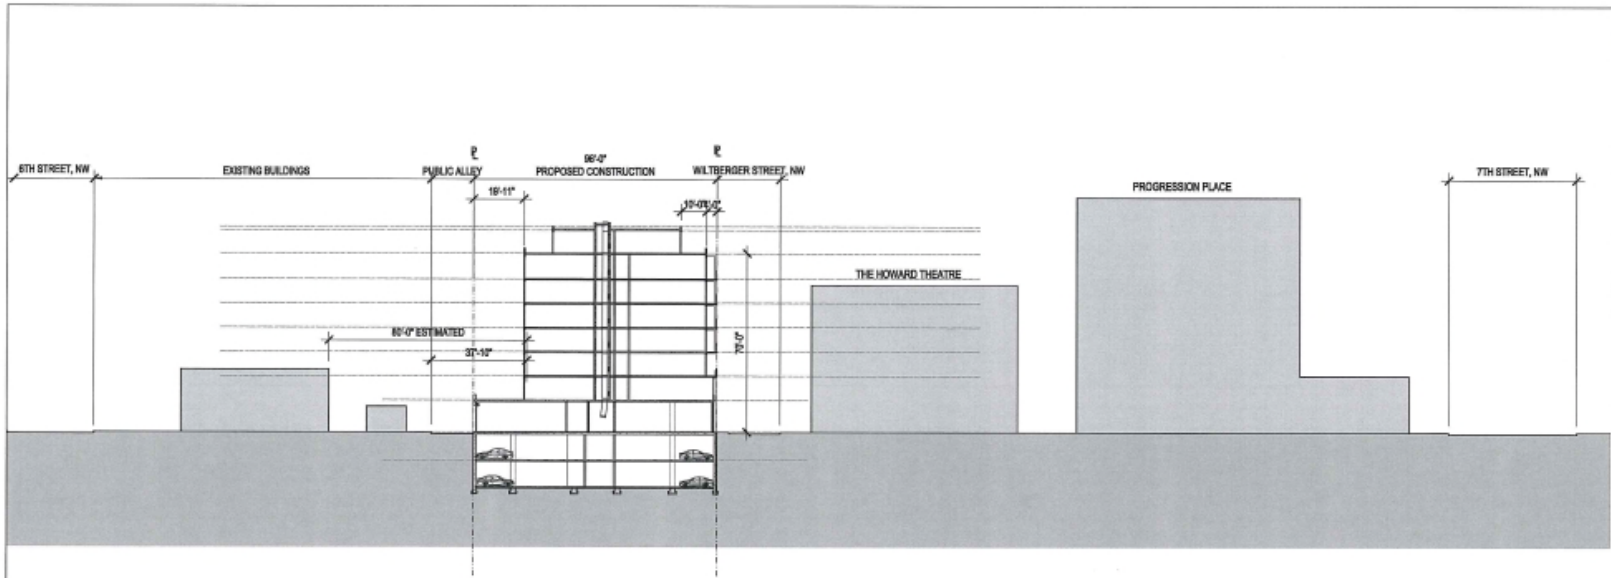 6TH STREET, NW
EXISTING BUILDINGS
PUBLIC ALLEY
96'-0"
PROPOSED CONSTRUCTION
WILTBERGER STREET, NW
7TH STREET, NW
PROGRESSION PLACE
19'-11"
THE HOWARD THEATRE
60'-0" ESTIMATED
37'-10"
70'-0"